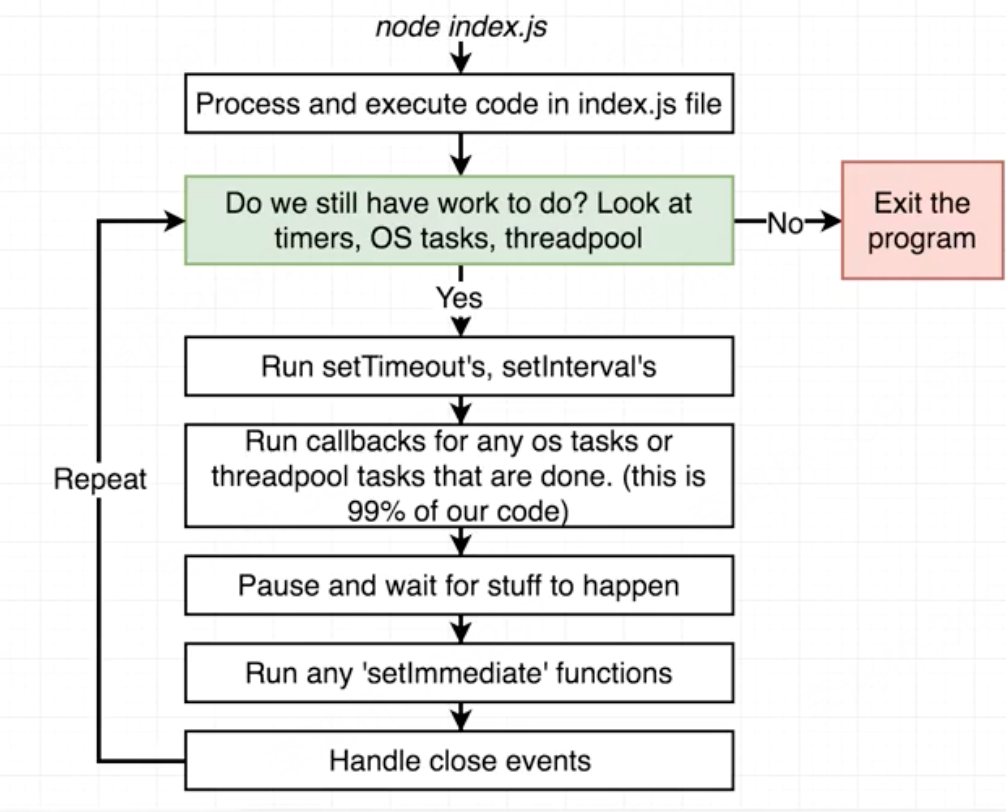 node index.js
Process and execute code in index.js file
Do we still have work to do? Look at
timers, OS tasks, threadpool
No
Exit the
program
Yes
Run setTimeout's, setInterval's
Run callbacks for any os tasks or
threadpool tasks that are done. (this is
99% of our code)
Repeat
Pause and wait for stuff to happen
Run any 'setImmediate' functions
Handle close events